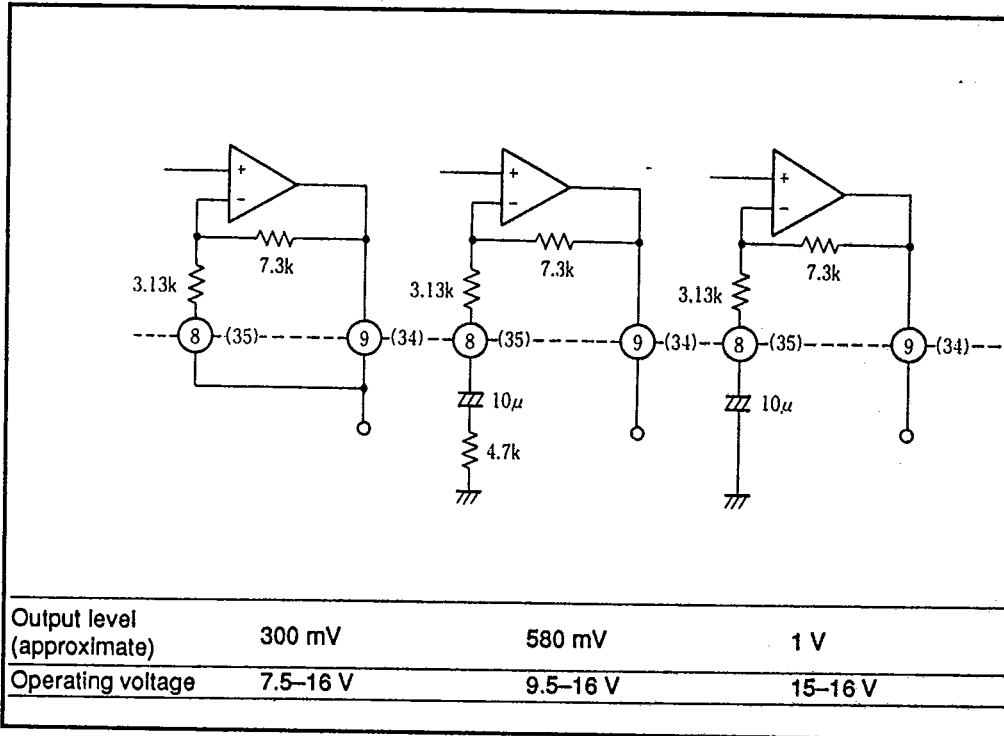 +
−
7.3k
3.13k
8 (35) 9 (34)
+
−
7.3k
3.13k
8 (35) 9 (34)
10μ
4.7k
+
−
7.3k
3.13k
8 (35) 9 (34)
10μ
Output level
(approximate) 300 mV 580 mV 1 V
Operating voltage 7.5–16 V 9.5–16 V 15–16 V